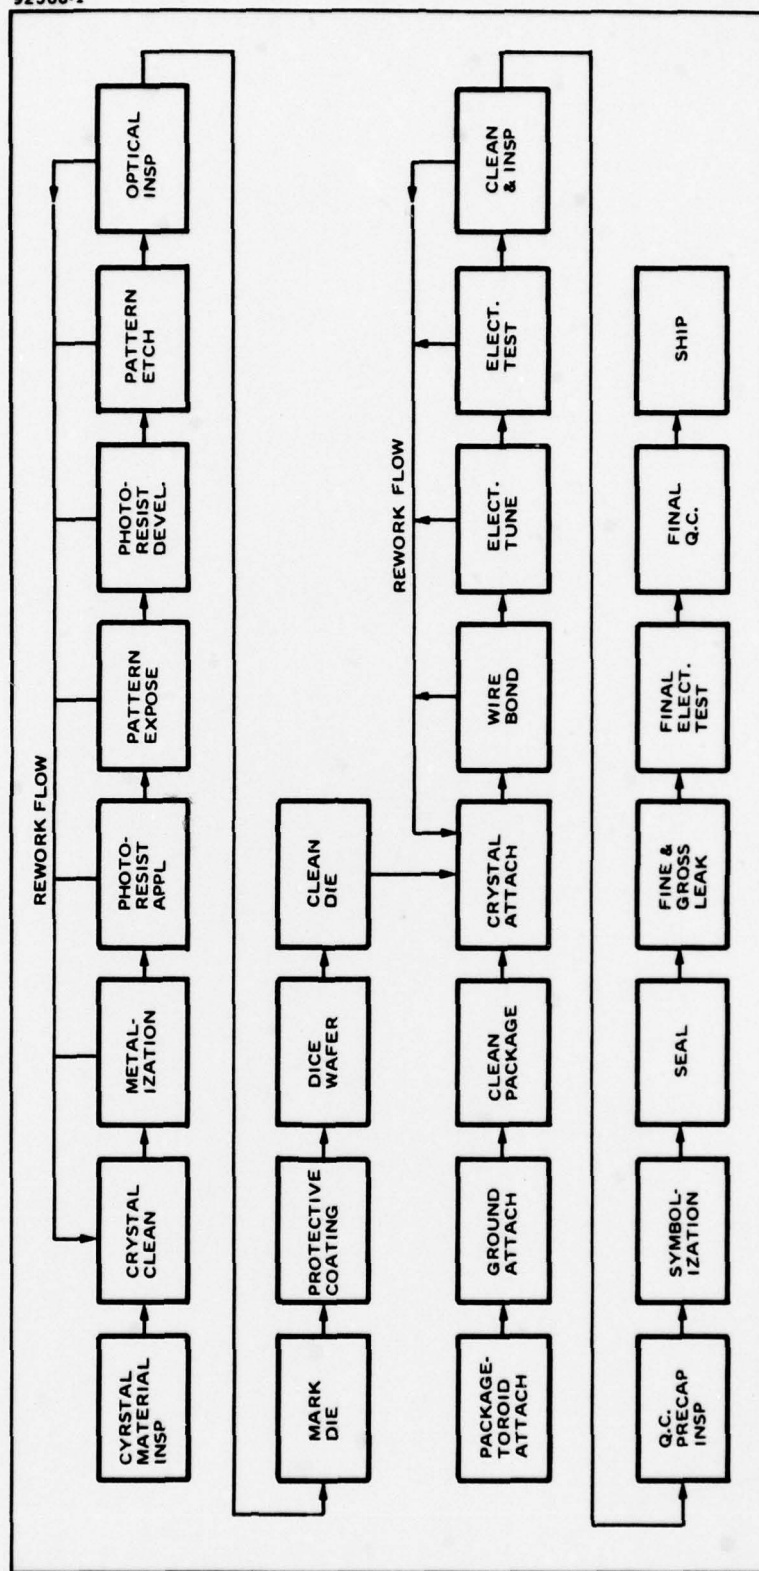 REWORK FLOW
CYRSTAL
MATERIAL
INSP
CRYSTAL
CLEAN
METAL-
IZATION
PHOTO-
RESIST
APPL
PATTERN
EXPOSE
PHOTO-
RESIST
DEVEL.
PATTERN
ETCH
OPTICAL
INSP
MARK
DIE
PROTECTIVE
COATING
DICE
WAFER
CLEAN
DIE
REWORK FLOW
PACKAGE-
TOROID
ATTACH
GROUND
ATTACH
CLEAN
PACKAGE
CRYSTAL
ATTACH
WIRE
BOND
ELECT.
TUNE
ELECT.
TEST
CLEAN
& INSP
Q.C.
PRECAP
INSP
SYMBOL-
IZATION
SEAL
FINE &
GROSS
LEAK
FINAL
ELECT.
TEST
FINAL
Q.C.
SHIP